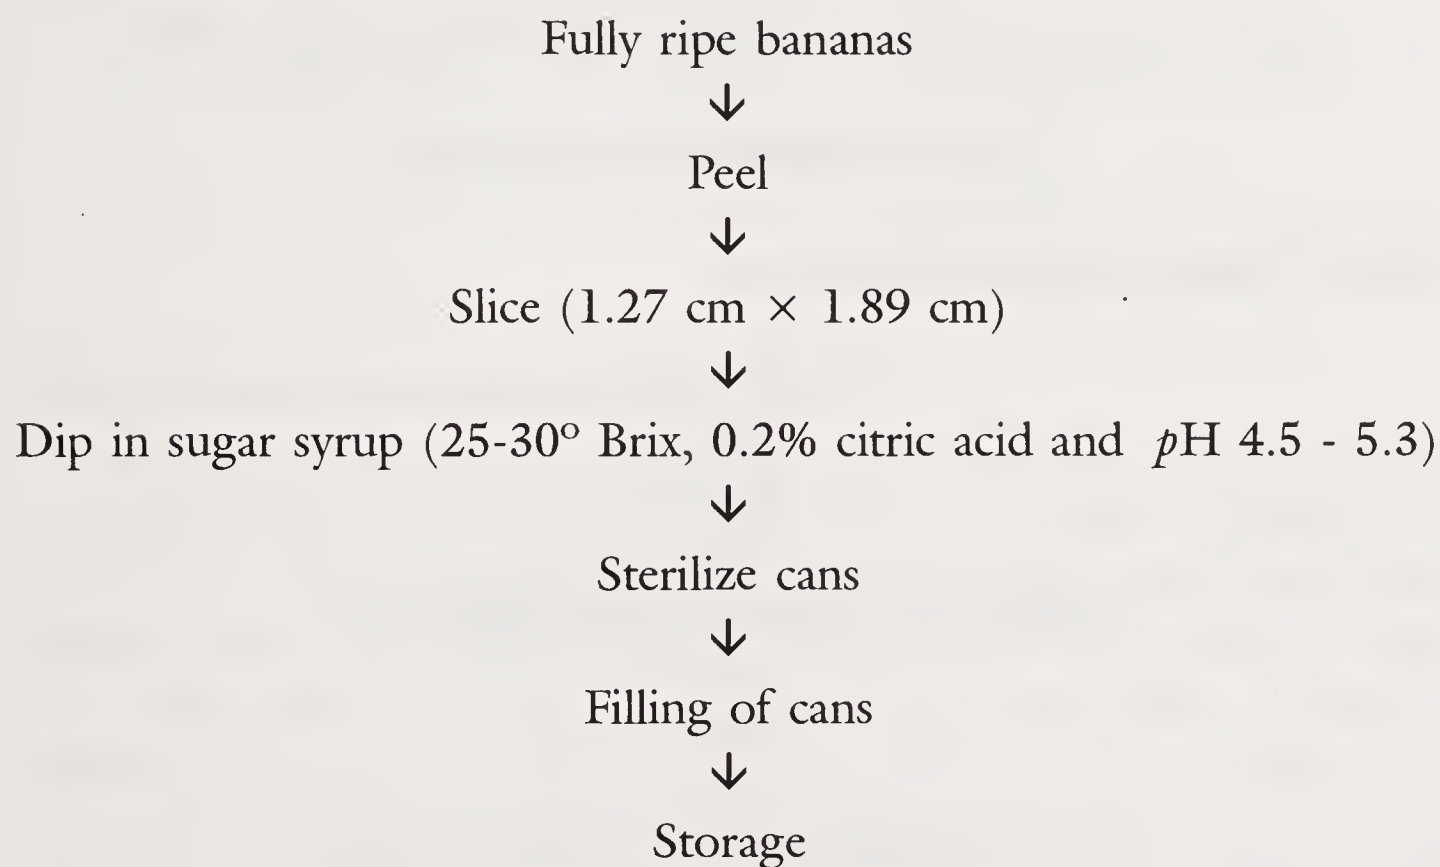 Fully ripe bananas
↓
Peel
↓
Slice (1.27 cm × 1.89 cm)
↓
Dip in sugar syrup (25-30º Brix, 0.2% citric acid and pH 4.5 - 5.3)
↓
Sterilize cans
↓
Filling of cans
↓
Storage